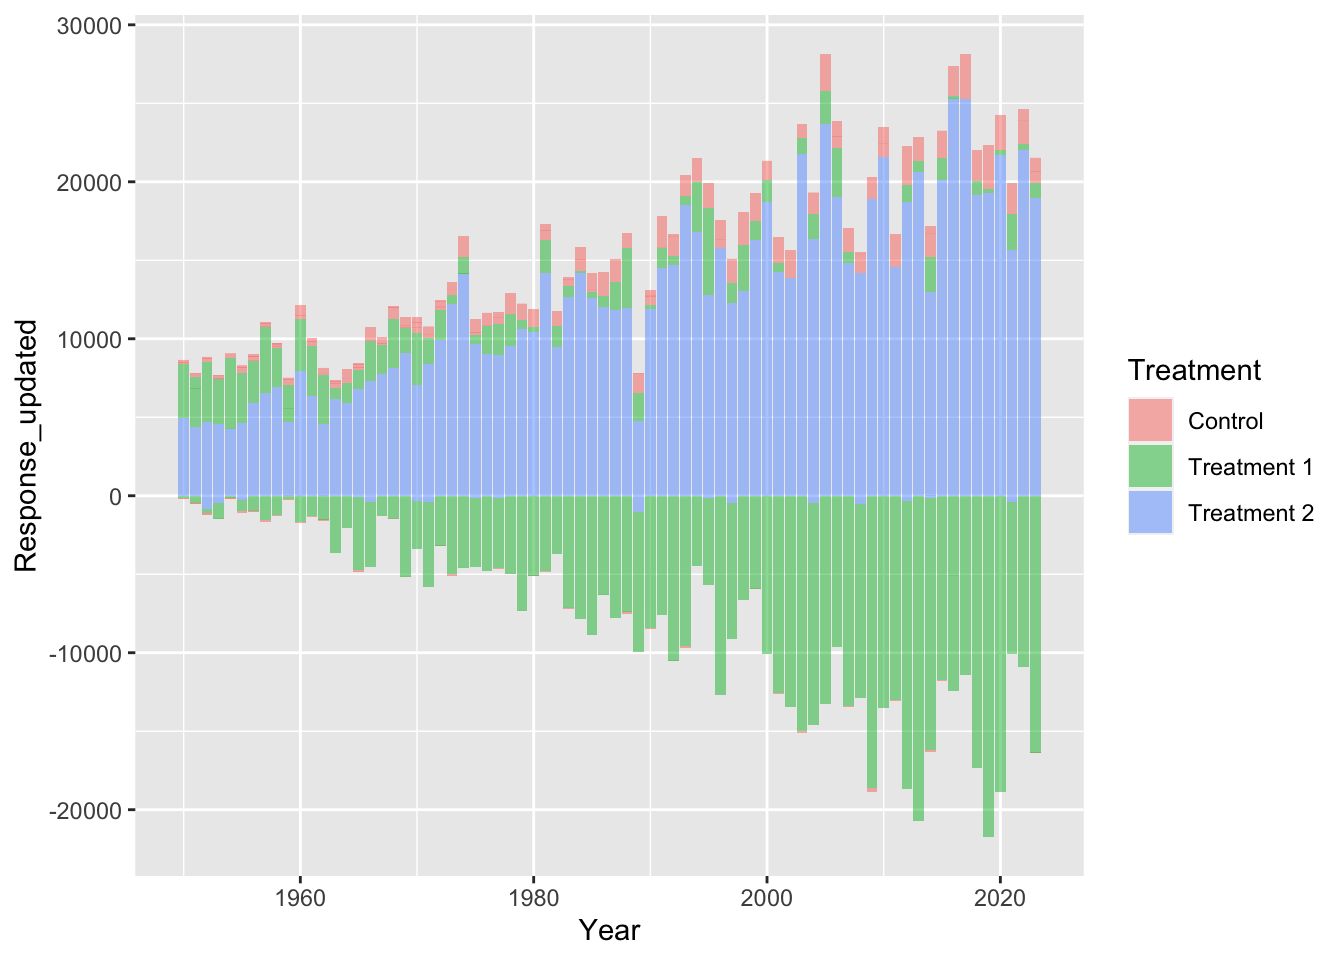 30000
20000
10000
0
-10000
-20000
Response_updated
1960 1980 2000 2020
Year
Treatment
Control
Treatment 1
Treatment 2